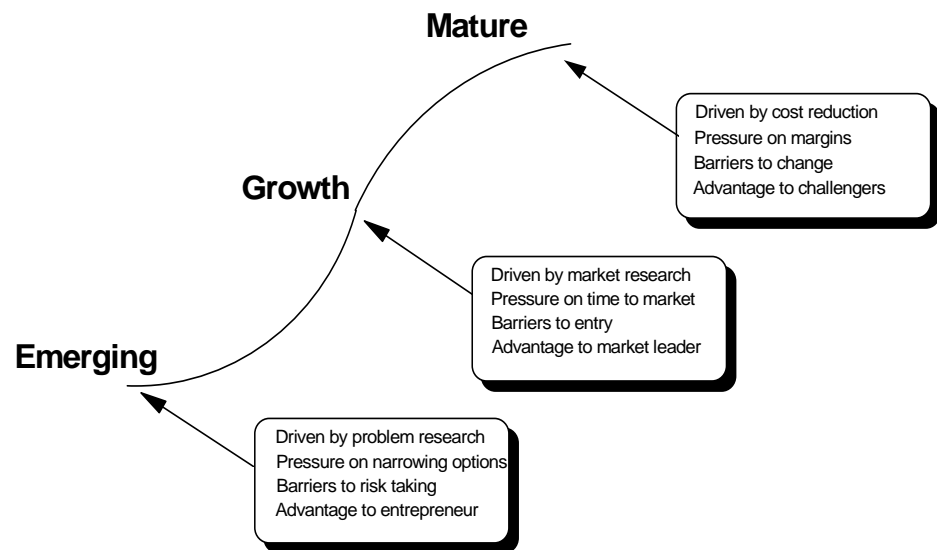 Mature
Driven by cost reduction
Pressure on margins
Barriers to change
Advantage to challengers
Growth
Driven by market research
Pressure on time to market
Barriers to entry
Advantage to market leader
Emerging
Driven by problem research
Pressure on narrowing options
Barriers to risk taking
Advantage to entrepreneur